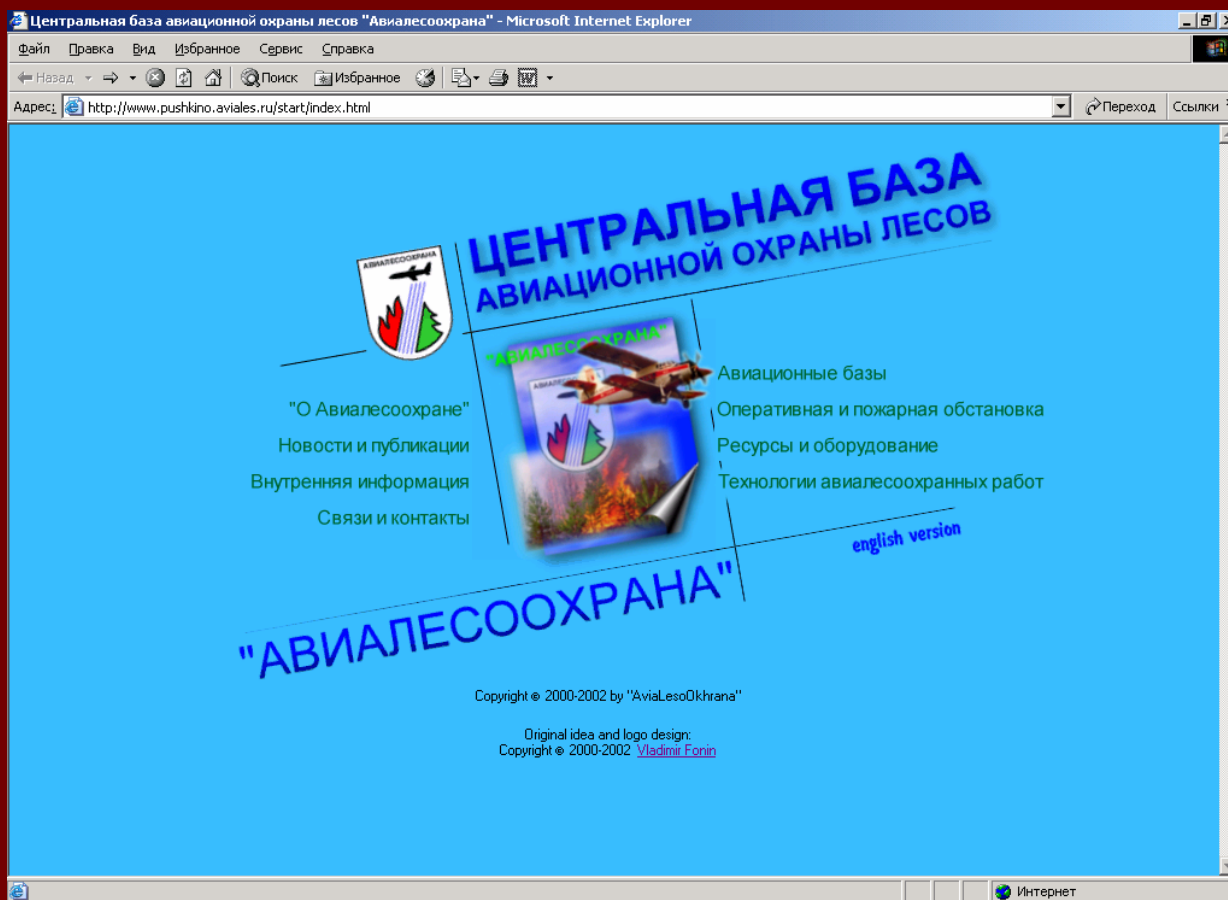 Центральная база авиационной охраны лесов "Авиалесоохрана" - Microsoft Internet Explorer
Файл Правка Вид Избранное Сервис Справка
Назад Поиск Избранное
Адрес: http://www.pushkino.aviales.ru/start/index.html Переход Ссылки
ЦЕНТРАЛЬНАЯ БАЗА
АВИАЦИОННОЙ ОХРАНЫ ЛЕСОВ
АВИАЛЕСООХРАНА
"АВИАЛЕСООХРАНА"
"О Авиалесоохране"
Новости и публикации
Внутренняя информация
Связи и контакты
Авиационные базы
Оперативная и пожарная обстановка
Ресурсы и оборудование
Технологии авиалесоохранных работ
english version
"АВИАЛЕСООХРАНА"
Copyright © 2000-2002 by "AviaLesoOkhrana"
Original idea and logo design:
Copyright © 2000-2002 Vladimir Fonin
Интернет